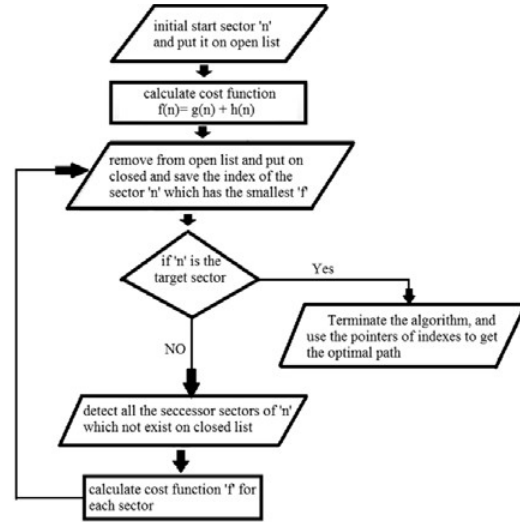 initial start sector 'n'
and put it on open list
calculate cost function
f(n)= g(n) + h(n)
remove from open list and put on
closed and save the index of the
sector 'n' which has the smallest 'f'
if 'n' is the
target sector
Yes
Terminate the algorithm, and
use the pointers of indexes to get
the optimal path
NO
detect all the seccessor sectors of 'n'
which not exist on closed list
calculate cost function 'f' for
each sector